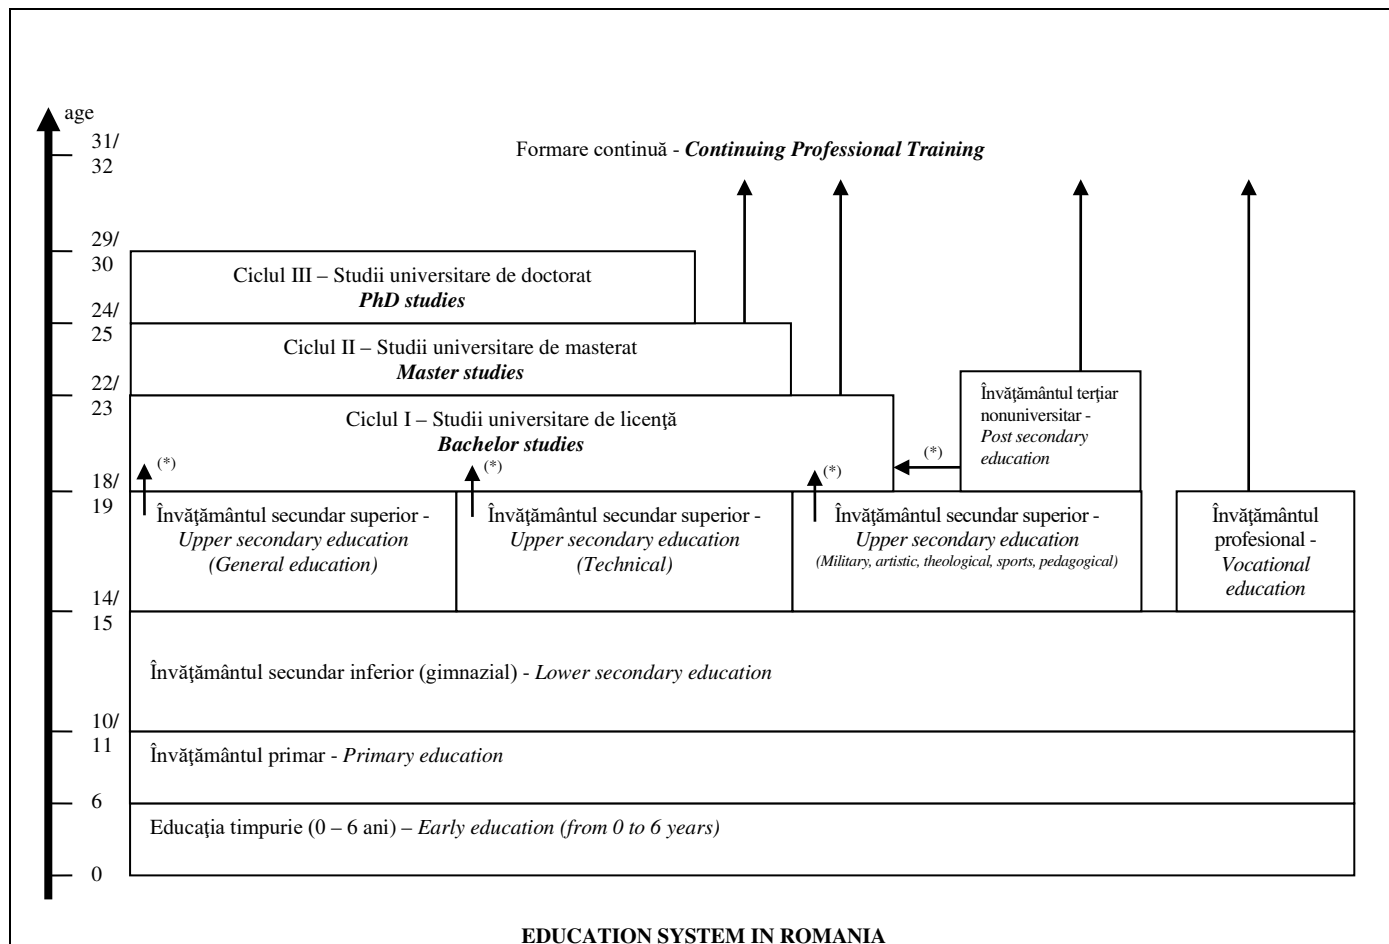 age
31/
32
Formare continuă - Continuing Professional Training
29/
30
Ciclul III – Studii universitare de doctorat
PhD studies
24/
25
Ciclul II – Studii universitare de masterat
Master studies
22/
23
Ciclul I – Studii universitare de licenţă
Bachelor studies
Învăţământul terţiar
nonuniversitar -
Post secondary
education
(*)
(*)
(*)
(*)
18/
19
Învăţământul secundar superior -
Upper secondary education
(General education)
Învăţământul secundar superior -
Upper secondary education
(Technical)
Învăţământul secundar superior -
Upper secondary education
(Military, artistic, theological, sports, pedagogical)
Învăţământul
profesional -
Vocational
education
14/
15
Învăţământul secundar inferior (gimnazial) - Lower secondary education
10/
11
Învăţământul primar - Primary education
6
Educaţia timpurie (0 – 6 ani) – Early education (from 0 to 6 years)
0
EDUCATION SYSTEM IN ROMANIA